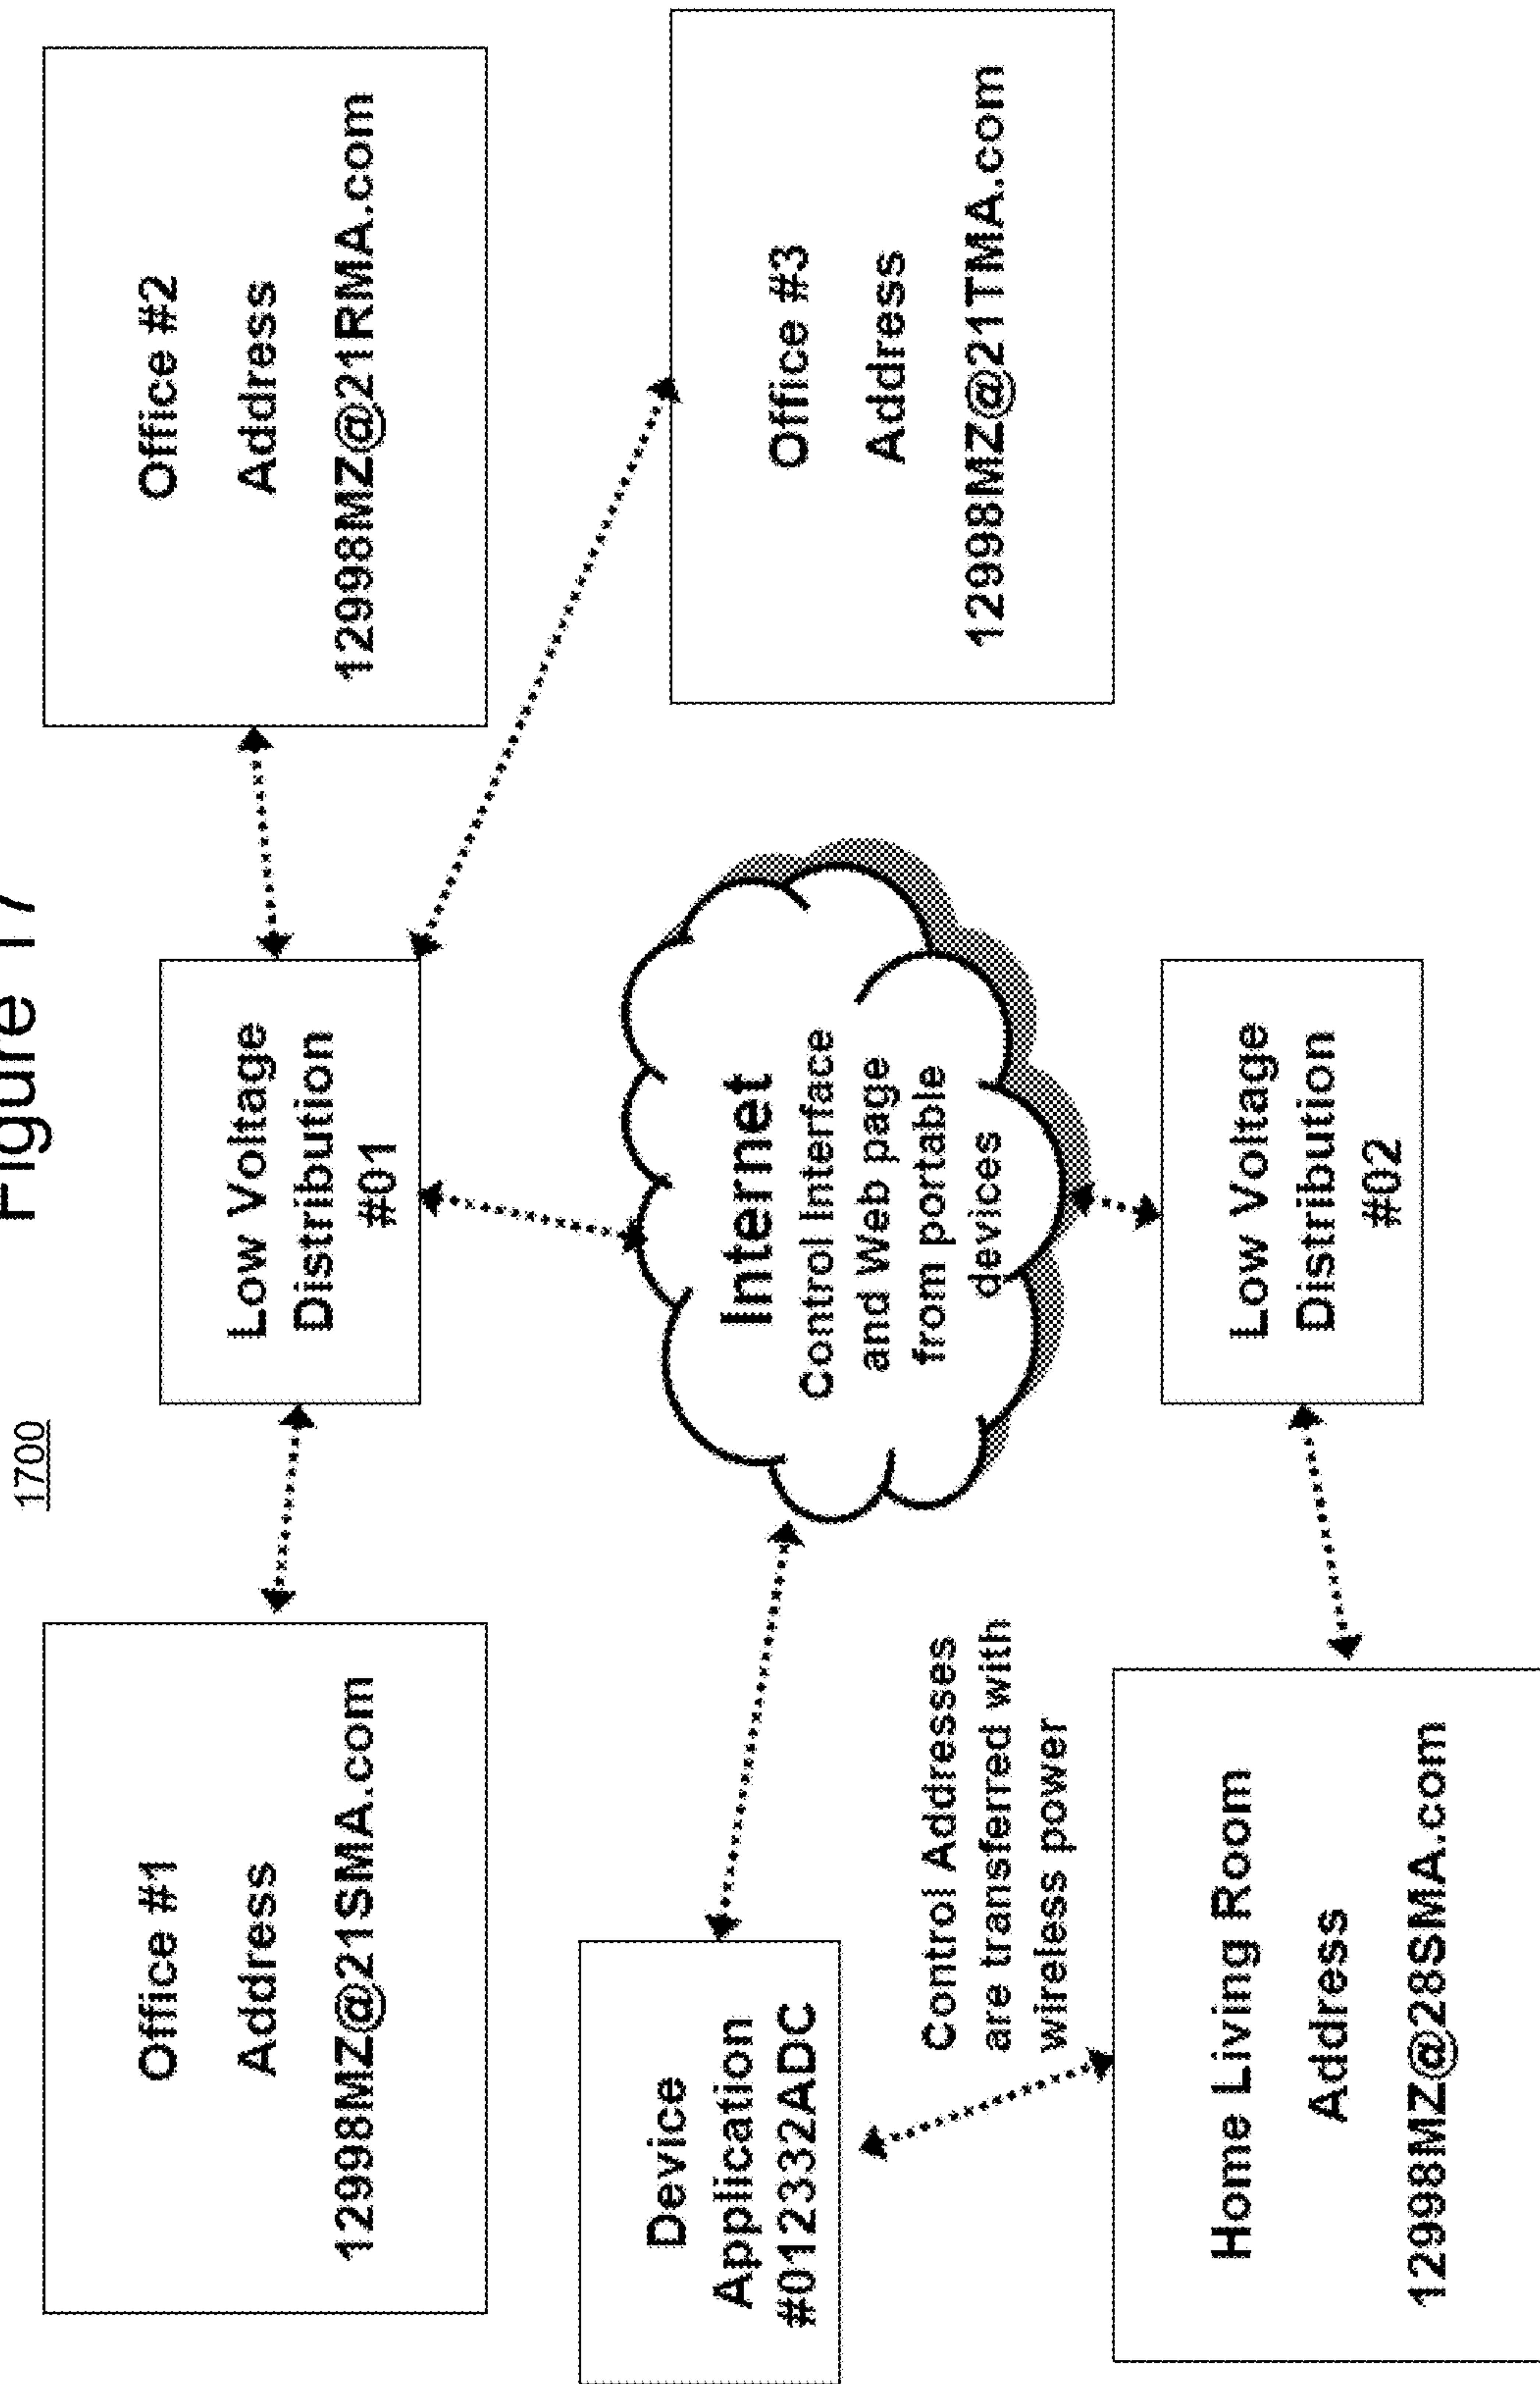 Figure 17
1700
Office #1
Address
12998MZ@21SMA.com
Low Voltage
Distribution
#01
Office #2
Address
12998MZ@21RMA.com
Device
Application
#012332ADC
Internet
Control Interface
and Web page
from portable
devices
Office #3
Address
12998MZ@21TMA.com
Control Addresses
are transferred with
wireless power
Home Living Room
Address
12998MZ@28SMA.com
Low Voltage
Distribution
#02